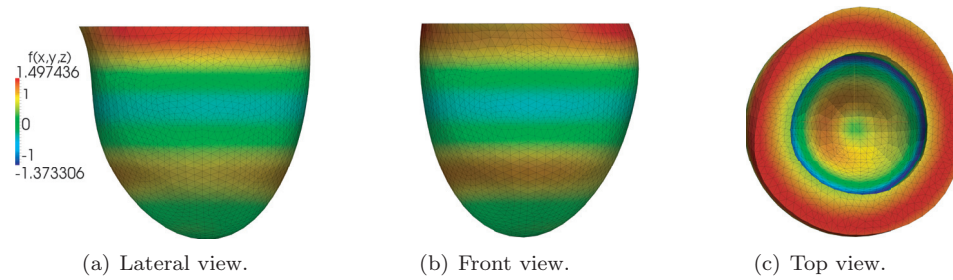 f(x,y,z)
1.497436
1
0
-1
-1.373306
(a) Lateral view.
(b) Front view.
(c) Top view.